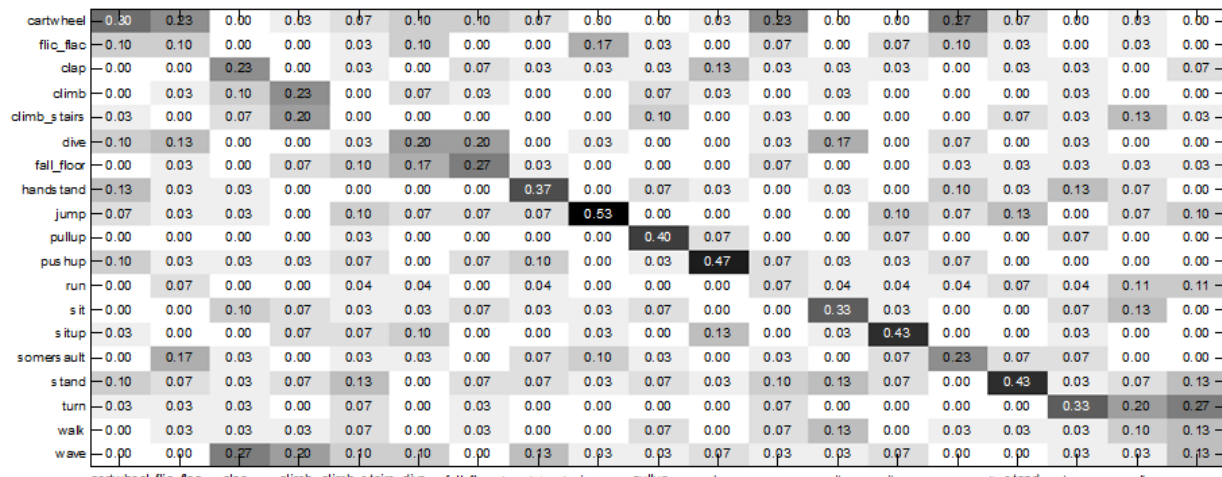 cartwheel 0.30 0.23 0.00 0.03 0.07 0.10 0.10 0.07 0.00 0.00 0.03 0.23 0.00 0.00 0.27 0.07 0.00 0.03 0.00
flic_flac 0.10 0.10 0.00 0.00 0.03 0.10 0.00 0.00 0.17 0.03 0.00 0.07 0.00 0.07 0.10 0.03 0.00 0.03 0.00
clap 0.00 0.00 0.23 0.00 0.03 0.00 0.07 0.03 0.03 0.03 0.13 0.03 0.03 0.03 0.00 0.03 0.03 0.00 0.07
climb 0.00 0.03 0.10 0.23 0.00 0.07 0.03 0.00 0.00 0.07 0.03 0.00 0.03 0.00 0.00 0.00 0.03 0.00 0.00
climb_stairs 0.03 0.00 0.07 0.20 0.00 0.00 0.00 0.00 0.00 0.10 0.00 0.03 0.00 0.00 0.00 0.07 0.03 0.13 0.03
dive 0.10 0.13 0.00 0.00 0.03 0.20 0.20 0.00 0.03 0.00 0.03 0.00 0.17 0.00 0.07 0.00 0.03 0.00 0.00
fall_floor 0.00 0.03 0.00 0.07 0.10 0.17 0.27 0.03 0.00 0.00 0.00 0.07 0.00 0.00 0.03 0.03 0.03 0.03 0.03
handstand 0.13 0.03 0.03 0.00 0.00 0.00 0.00 0.37 0.00 0.07 0.03 0.00 0.03 0.00 0.10 0.03 0.13 0.07 0.00
jump 0.07 0.03 0.03 0.00 0.10 0.07 0.07 0.07 0.53 0.00 0.00 0.00 0.00 0.10 0.07 0.13 0.00 0.07 0.10
pullup 0.00 0.00 0.00 0.00 0.03 0.00 0.00 0.00 0.00 0.40 0.07 0.00 0.00 0.07 0.00 0.00 0.07 0.00 0.00
pushup 0.10 0.03 0.03 0.03 0.07 0.00 0.07 0.10 0.00 0.03 0.47 0.07 0.03 0.03 0.07 0.00 0.00 0.00 0.00
run 0.00 0.07 0.00 0.00 0.04 0.04 0.00 0.04 0.00 0.00 0.00 0.07 0.04 0.04 0.04 0.07 0.04 0.11 0.11
sit 0.00 0.00 0.10 0.07 0.03 0.03 0.07 0.03 0.03 0.07 0.00 0.00 0.33 0.03 0.00 0.00 0.07 0.13 0.00
situp 0.03 0.00 0.00 0.07 0.07 0.10 0.00 0.00 0.03 0.00 0.13 0.00 0.03 0.43 0.00 0.00 0.03 0.00 0.00
somersault 0.00 0.17 0.03 0.00 0.03 0.03 0.00 0.07 0.10 0.03 0.00 0.03 0.00 0.07 0.23 0.07 0.07 0.00 0.00
stand 0.10 0.07 0.03 0.07 0.13 0.00 0.07 0.07 0.03 0.07 0.03 0.10 0.13 0.07 0.00 0.43 0.03 0.07 0.13
turn 0.03 0.03 0.03 0.00 0.07 0.00 0.03 0.00 0.00 0.00 0.00 0.07 0.00 0.00 0.00 0.00 0.33 0.20 0.27
walk 0.00 0.03 0.03 0.03 0.07 0.00 0.03 0.00 0.00 0.07 0.00 0.07 0.13 0.00 0.03 0.03 0.03 0.10 0.13
wave 0.00 0.00 0.27 0.20 0.10 0.10 0.00 0.13 0.03 0.03 0.07 0.03 0.00 0.00 0.00 0.00 0.03 0.03 0.13